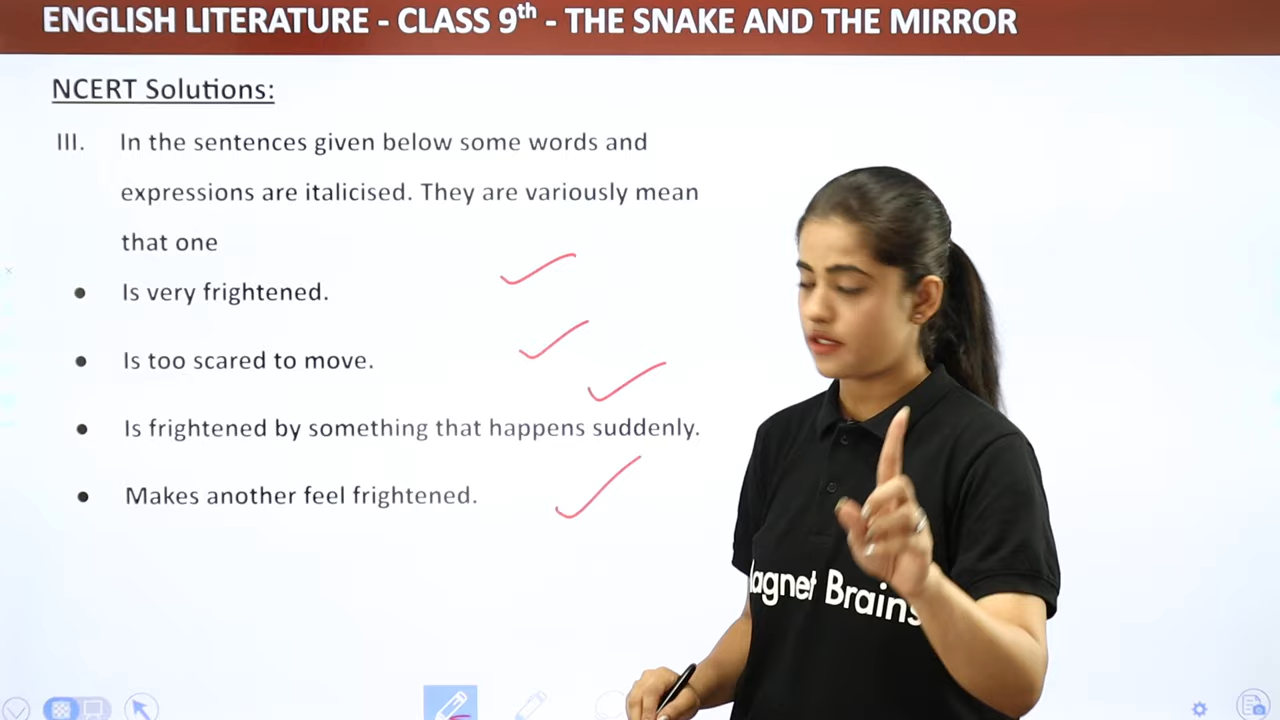 ENGLISH LITERATURE - CLASS 9th - THE SNAKE AND THE MIRROR
NCERT Solutions:
III. In the sentences given below some words and
expressions are italicised. They are variously mean
that one
• Is very frightened.
• Is too scared to move.
• Is frightened by something that happens suddenly.
• Makes another feel frightened.
Magnet Brains